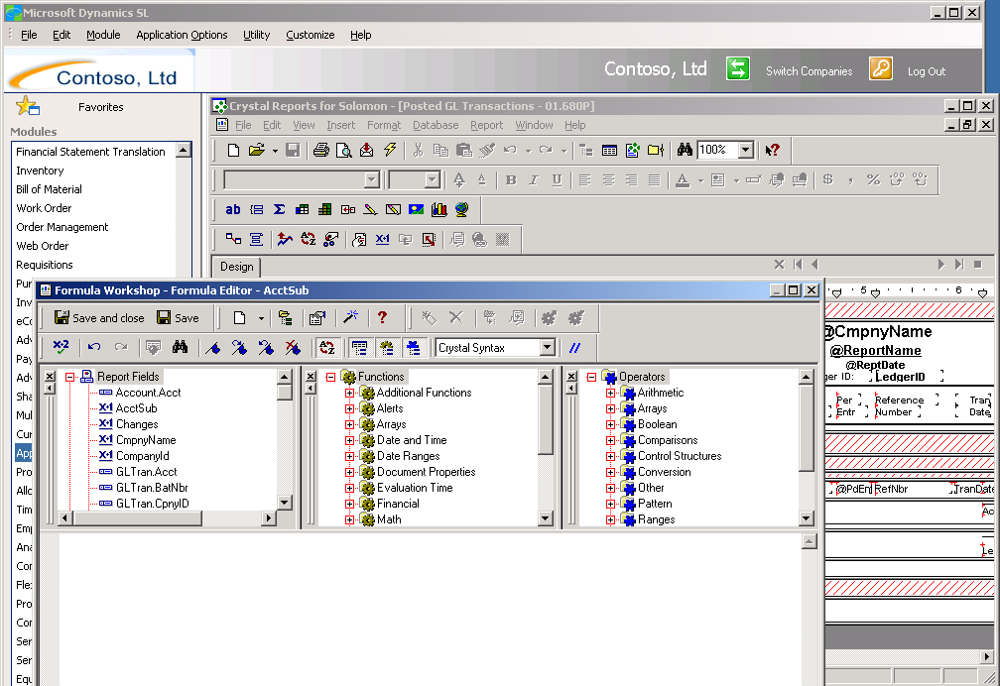 Microsoft Dynamics SL
File Edit Module Application Options Utility Customize Help
Contoso, Ltd
Contoso, Ltd Switch Companies Log Out
Favorites
Modules
Financial Statement Translation
Inventory
Bill of Material
Work Order
Order Management
Web Order
Requisitions
Pur
Inv
eCo
Adv
Pay
Adv
Sha
Mul
Cur
App
Pro
Allo
Tim
Emp
Ana
Con
Fle
Pro
Con
Ser
Ser
Equ
Crystal Reports for Solomon - [Posted GL Transactions - 01.680P]
File Edit View Insert Format Database Report Window Help
100%
B I U $ , %
ab Σ
Design
5 6
@CmpnyName
@ReportName
@ReptDate
ger ID: LedgerID
Per Reference Tran
Entr Number Date
@PdEn RefNbr TranDate
Ac
Le
Formula Workshop - Formula Editor - AcctSub
Save and close Save
Crystal Syntax //
Report Fields
Account.Acct
AcctSub
Changes
CmpnyName
CompanyId
GLTran.Acct
GLTran.BatNbr
GLTran.CpnyID
Functions
Additional Functions
Alerts
Arrays
Date and Time
Date Ranges
Document Properties
Evaluation Time
Financial
Math
Operators
Arithmetic
Arrays
Boolean
Comparisons
Control Structures
Conversion
Other
Pattern
Ranges